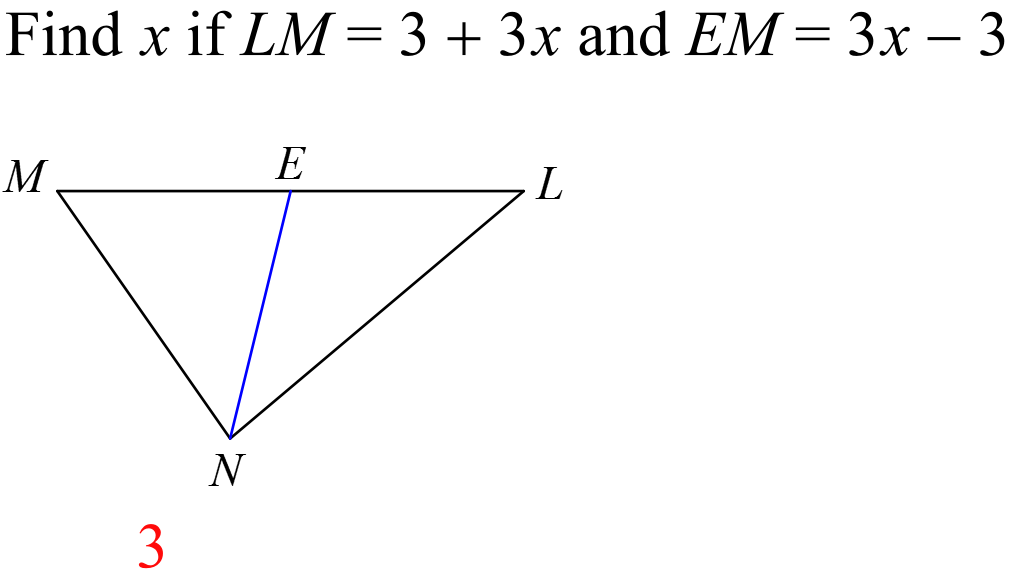 Find x if LM = 3 + 3x and EM = 3x − 3
M
E
L
N
3